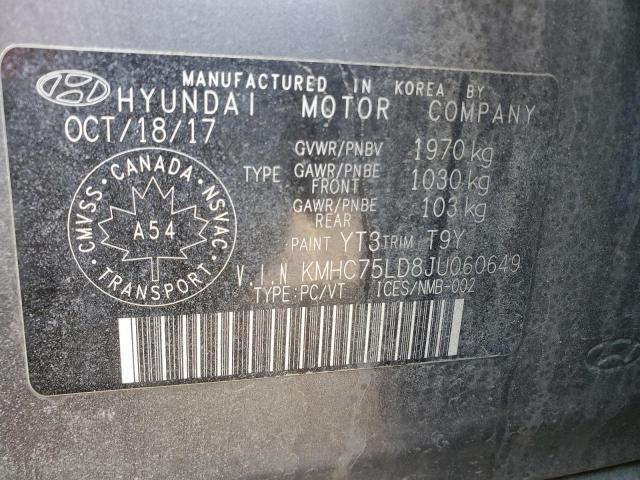 MANUFACTURED IN KOREA BY
HYUNDAI MOTOR COMPANY
OCT/18/17
GVWR/PNBV 1970 kg
TYPE GAWR/PNBE FRONT 1030 kg
GAWR/PNBE REAR 103 kg
CMVSS · CANADA · NSVAC
A54
TRANSPORT
PAINT YT3 TRIM T9Y
V.I.N KMHC75LD8JU060649
TYPE:PC/VT 1CES/NMB-002